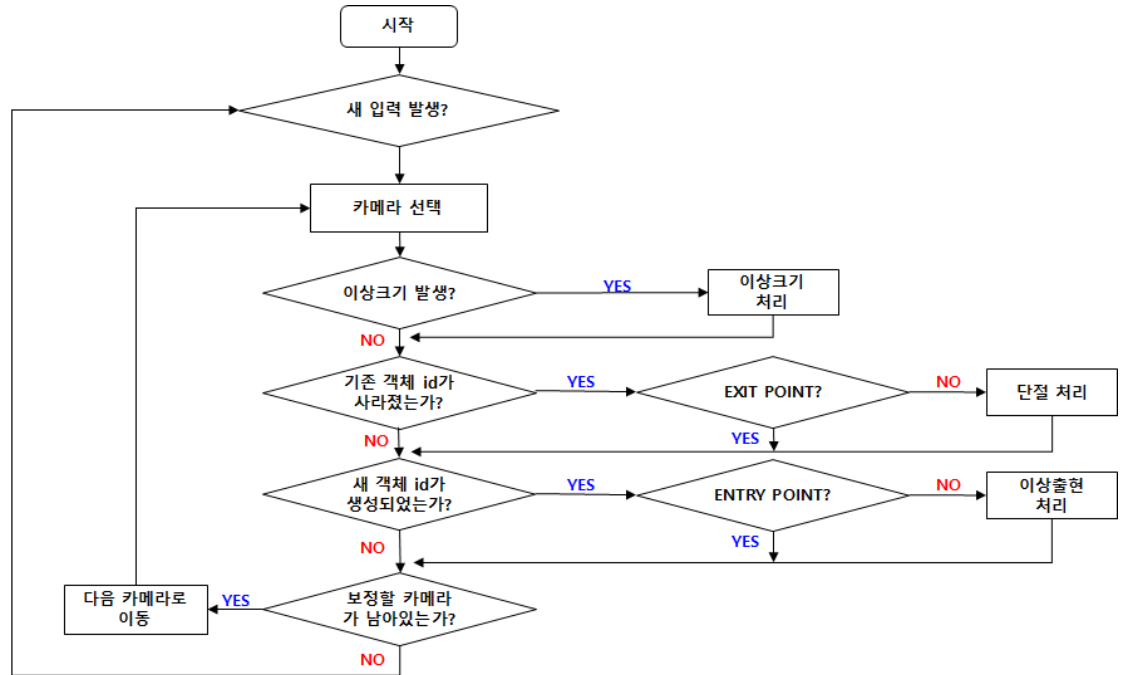 시작
새 입력 발생?
카메라 선택
이상크기 발생?
YES
이상크기
처리
NO
기존 객체 id가
사라졌는가?
YES
EXIT POINT?
NO
단절 처리
NO
YES
새 객체 id가
생성되었는가?
YES
ENTRY POINT?
NO
이상출현
처리
NO
YES
보정할 카메라
가 남아있는가?
YES
다음 카메라로
이동
NO